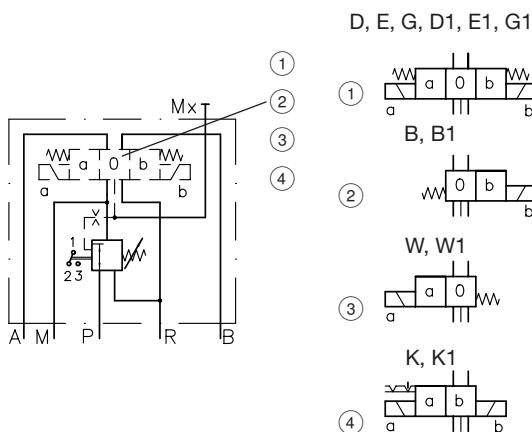 D, E, G, D1, E1, G1
1
2
3
4
Mx
a 0 b
a b
1
2 3
A M P R B
1
a 0 b
a b
B, B1
2
0 b
b
W, W1
3
a 0
a
K, K1
4
a b
a b